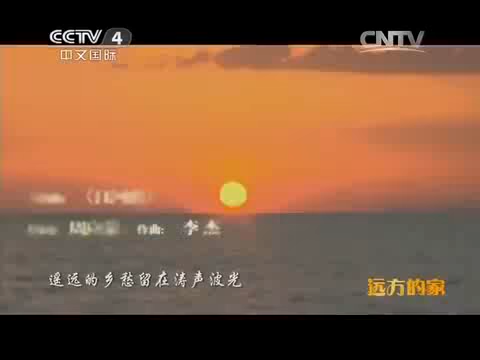 CCTV 4
中文国际
CNTV
作曲: 李杰
遥远的乡愁留在涛声波光
远方的家